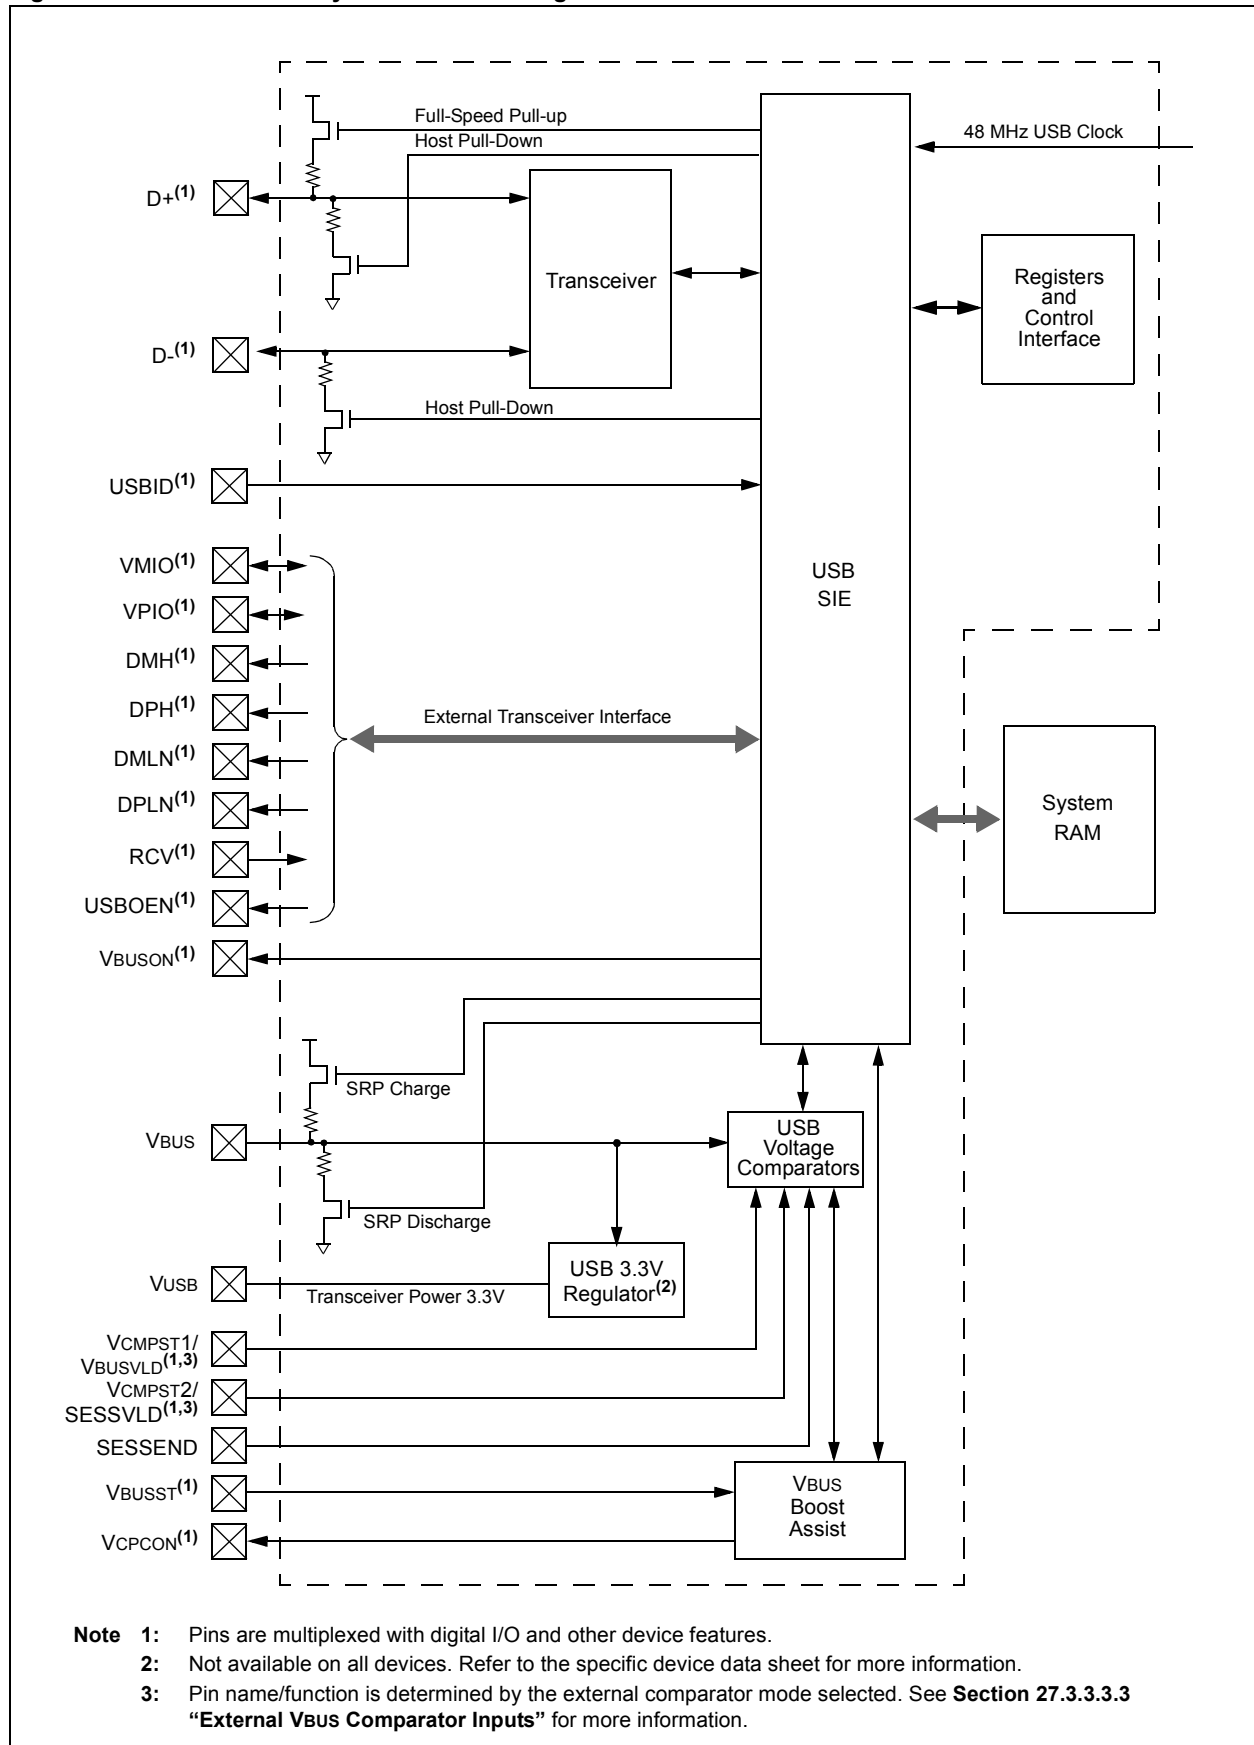 Full-Speed Pull-up
Host Pull-Down
48 MHz USB Clock
D+(1)
Transceiver
Registers
and
Control
Interface
D-(1)
Host Pull-Down
USBID(1)
VMIO(1)
VPIO(1)
DMH(1)
DPH(1)
DMLN(1)
DPLN(1)
RCV(1)
USBOEN(1)
VBUSON(1)
External Transceiver Interface
USB
SIE
System
RAM
SRP Charge
VBUS
USB
Voltage
Comparators
SRP Discharge
VUSB
Transceiver Power 3.3V
USB 3.3V
Regulator(2)
VCMPST1/
VBUSVLD(1,3)
VCMPST2/
SESSVLD(1,3)
SESSEND
VBUSST(1)
VCPCON(1)
VBUS
Boost
Assist
Note 1: Pins are multiplexed with digital I/O and other device features.
2: Not available on all devices. Refer to the specific device data sheet for more information.
3: Pin name/function is determined by the external comparator mode selected. See Section 27.3.3.3.3
“External VBUS Comparator Inputs” for more information.